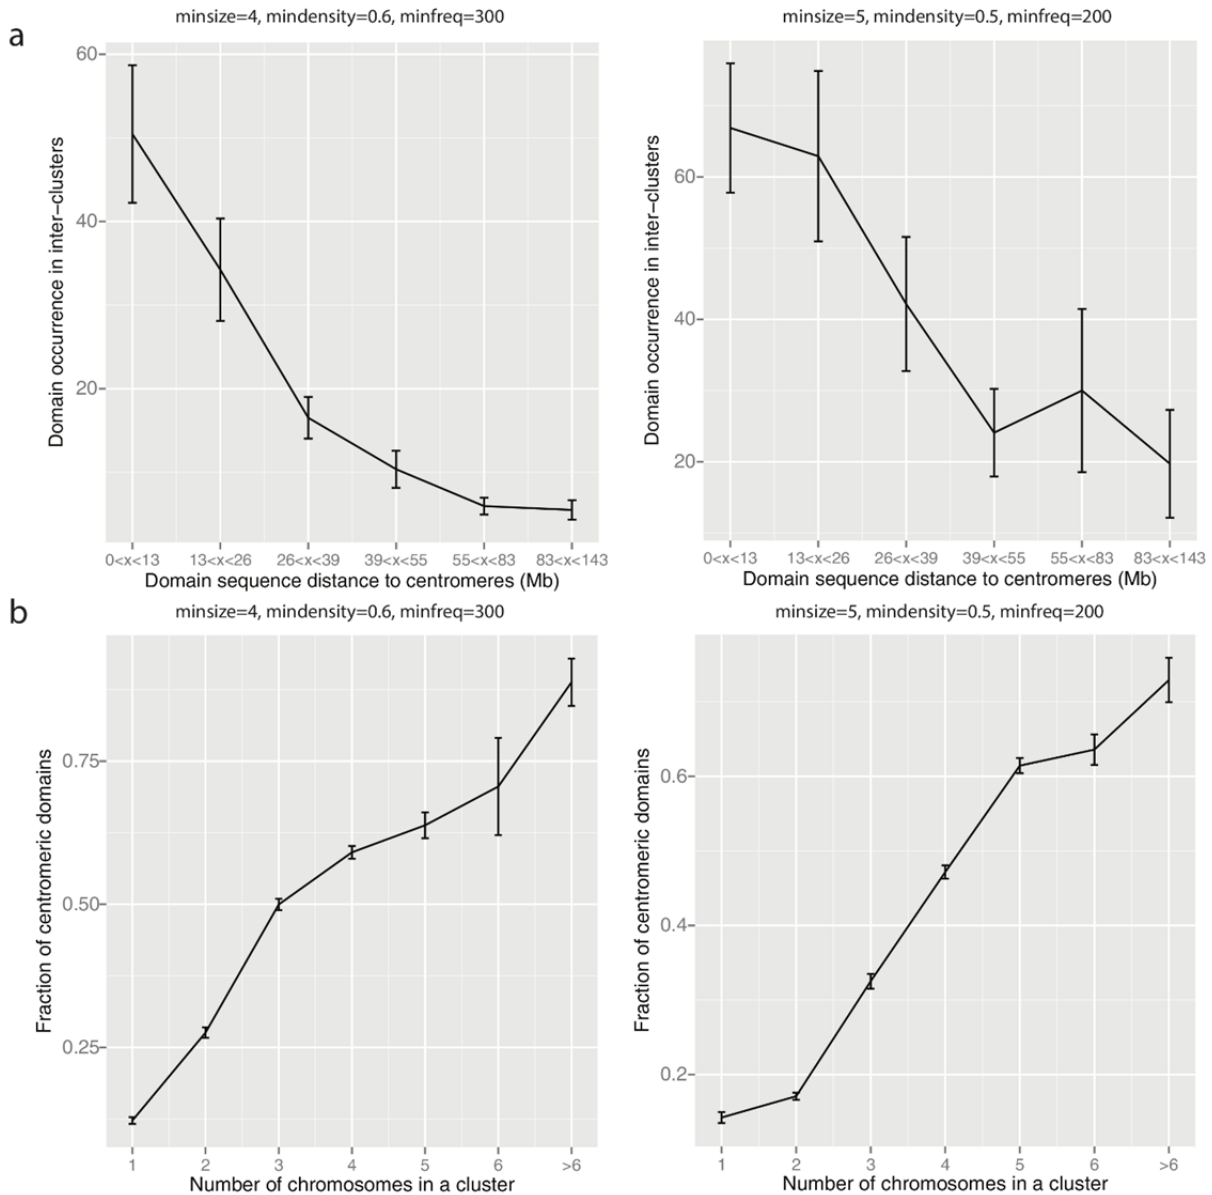 a
minsize=4, mindensity=0.6, minfreq=300
Domain occurrence in inter−clusters
60
40
20
0<x<13 13<x<26 26<x<39 39<x<55 55<x<83 83<x<143
Domain sequence distance to centromeres (Mb)
minsize=5, mindensity=0.5, minfreq=200
Domain occurrence in inter−clusters
60
40
20
0<x<13 13<x<26 26<x<39 39<x<55 55<x<83 83<x<143
Domain sequence distance to centromeres (Mb)
b
minsize=4, mindensity=0.6, minfreq=300
Fraction of centromeric domains
0.75
0.50
0.25
1 2 3 4 5 6 >6
Number of chromosomes in a cluster
minsize=5, mindensity=0.5, minfreq=200
Fraction of centromeric domains
0.6
0.4
0.2
1 2 3 4 5 6 >6
Number of chromosomes in a cluster